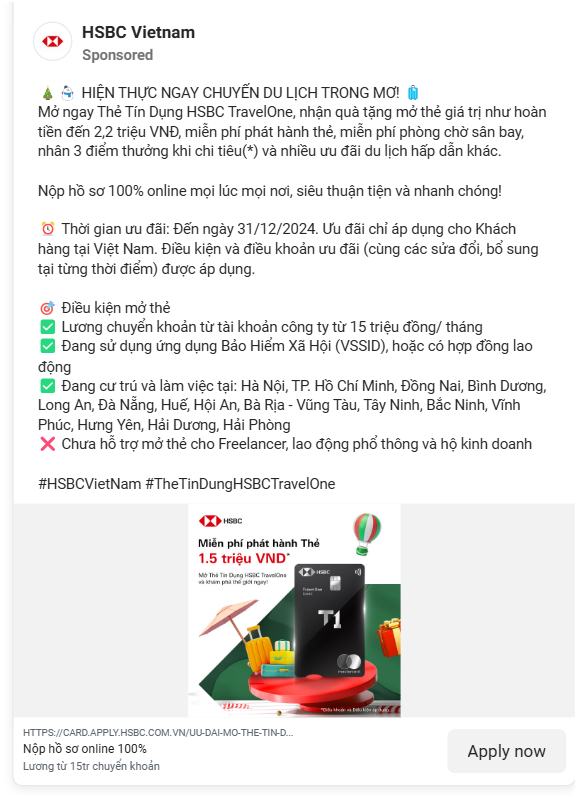 HSBC Vietnam
Sponsored
🎄 ⛄ HIỆN THỰC NGAY CHUYẾN DU LỊCH TRONG MƠ! 🧳
Mở ngay Thẻ Tín Dụng HSBC TravelOne, nhận quà tặng mở thẻ giá trị như hoàn
tiền đến 2,2 triệu VNĐ, miễn phí phát hành thẻ, miễn phí phòng chờ sân bay,
nhân 3 điểm thưởng khi chi tiêu(*) và nhiều ưu đãi du lịch hấp dẫn khác.
Nộp hồ sơ 100% online mọi lúc mọi nơi, siêu thuận tiện và nhanh chóng!
⏰ Thời gian ưu đãi: Đến ngày 31/12/2024. Ưu đãi chỉ áp dụng cho Khách
hàng tại Việt Nam. Điều kiện và điều khoản ưu đãi (cùng các sửa đổi, bổ sung
tại từng thời điểm) được áp dụng.
🎯 Điều kiện mở thẻ
✅ Lương chuyển khoản từ tài khoản công ty từ 15 triệu đồng/ tháng
✅ Đang sử dụng ứng dụng Bảo Hiểm Xã Hội (VSSID), hoặc có hợp đồng lao
động
✅ Đang cư trú và làm việc tại: Hà Nội, TP. Hồ Chí Minh, Đồng Nai, Bình Dương,
Long An, Đà Nẵng, Huế, Hội An, Bà Rịa - Vũng Tàu, Tây Ninh, Bắc Ninh, Vĩnh
Phúc, Hưng Yên, Hải Dương, Hải Phòng
❌ Chưa hỗ trợ mở thẻ cho Freelancer, lao động phổ thông và hộ kinh doanh
#HSBCVietNam #TheTinDungHSBCTravelOne
HSBC
Miễn phí phát hành Thẻ
1.5 triệu VND*
Mở Thẻ Tín Dụng HSBC TravelOne
và khám phá thế giới ngay!
HSBC
Travel One
T1
mastercard
*Điều khoản và Điều kiện áp dụng
HTTPS://CARD.APPLY.HSBC.COM.VN/UU-DAI-MO-THE-TIN-D...
Nộp hồ sơ online 100%
Lương từ 15tr chuyển khoản
Apply now